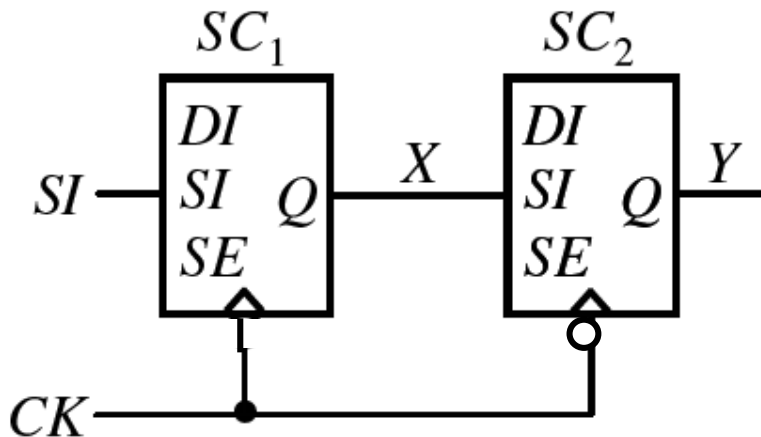 SC₁ SC₂
DI DI
SI SI Q X SI Q Y
SE SE
CK